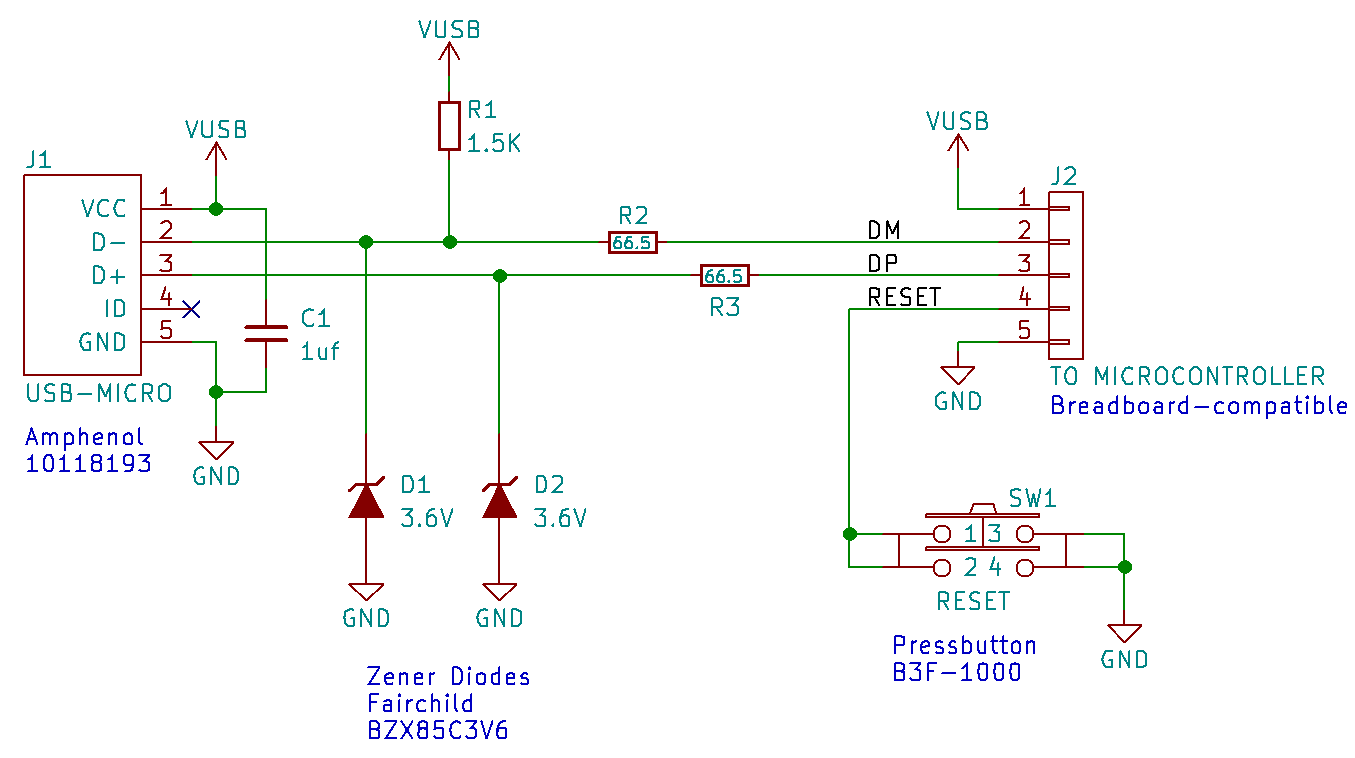 VUSB
R1
1.5K
VUSB
J1
VCC 1
D- 2
D+ 3
ID 4
GND 5
USB-MICRO
Amphenol
10118193
GND
C1
1uf
R2
66.5
66.5
R3
DM
DP
RESET
VUSB
J2
1
2
3
4
5
GND
TO MICROCONTROLLER
Breadboard-compatible
D1
3.6V
GND
D2
3.6V
GND
Zener Diodes
Fairchild
BZX85C3V6
SW1
1 3
2 4
RESET
Pressbutton
B3F-1000
GND